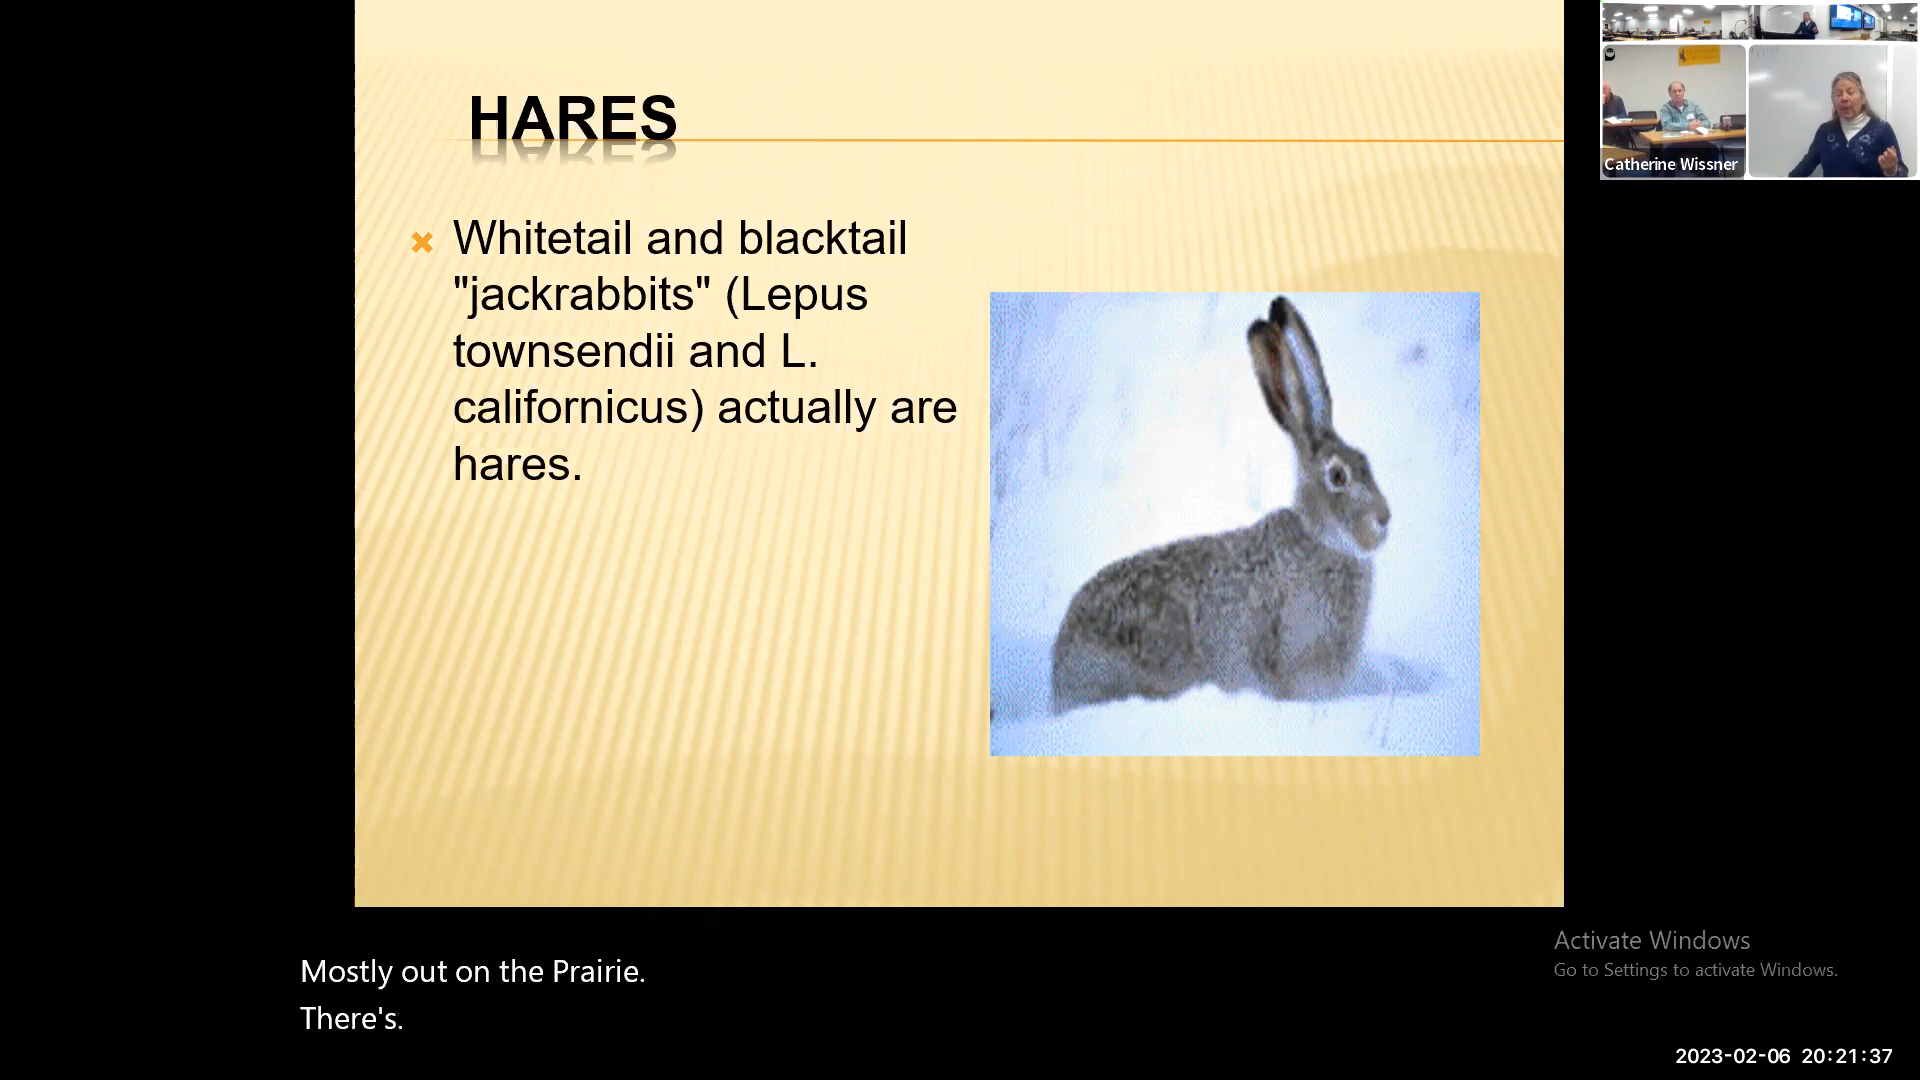 HARES
Whitetail and blacktail
"jackrabbits" (Lepus
townsendii and L.
californicus) actually are
hares.
Catherine Wissner
Mostly out on the Prairie.
There's.
Activate Windows
Go to Settings to activate Windows.
2023-02-06 20:21:37